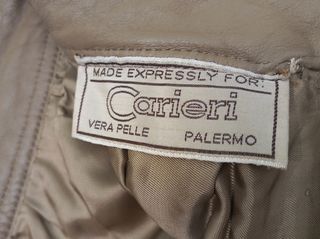 MADE EXPRESSLY FOR:
Carieri
VERA PELLE PALERMO